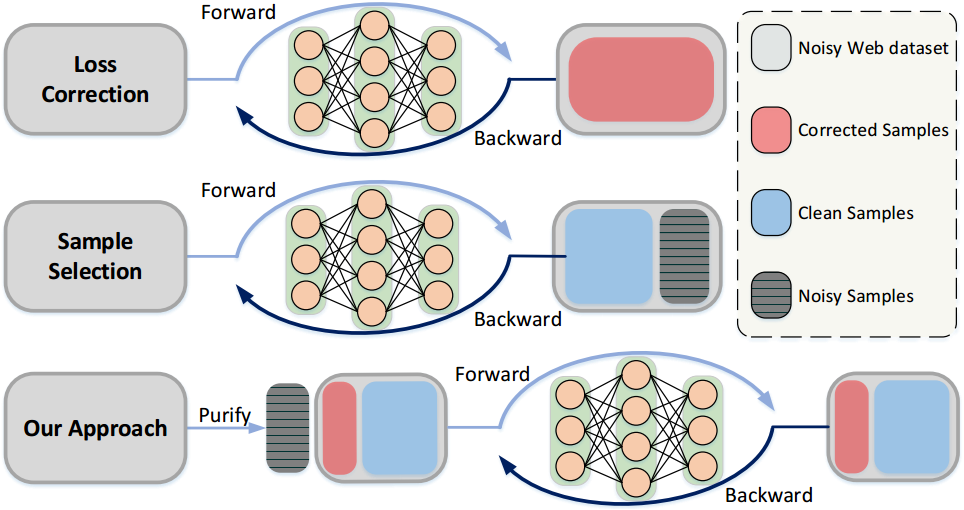 Forward
Loss
Correction
Backward
Forward
Sample
Selection
Backward
Forward
Our Approach
Purify
Backward
Noisy Web dataset
Corrected Samples
Clean Samples
Noisy Samples